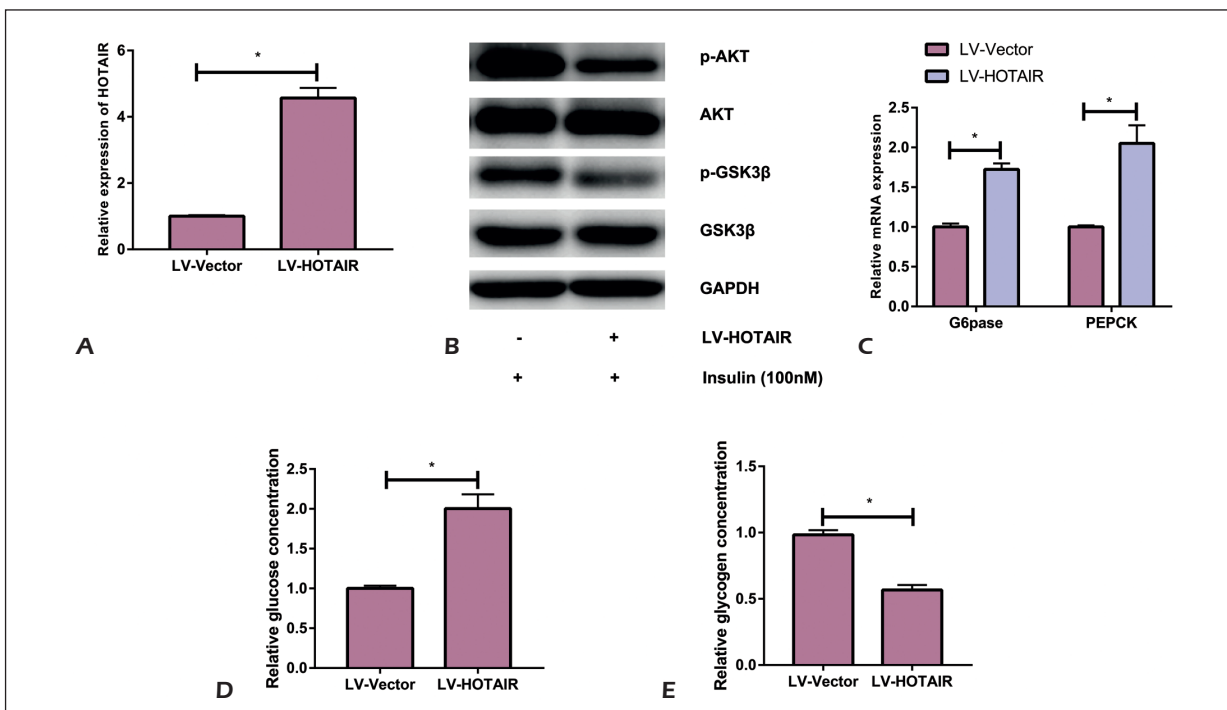 Relative expression of HOTAIR
6
4
2
0
*
LV-Vector
LV-HOTAIR
A
p-AKT
AKT
p-GSK3β
GSK3β
GAPDH
- + LV-HOTAIR
+ + Insulin (100nM)
B
LV-Vector
LV-HOTAIR
Relative mRNA expression
2.5
2.0
1.5
1.0
0.5
0.0
*
*
G6pase
PEPCK
C
Relative glucose concentration
2.5
2.0
1.5
1.0
0.5
0.0
*
LV-Vector
LV-HOTAIR
D
Relative glycogen concentration
1.5
1.0
0.5
0.0
*
LV-Vector
LV-HOTAIR
E